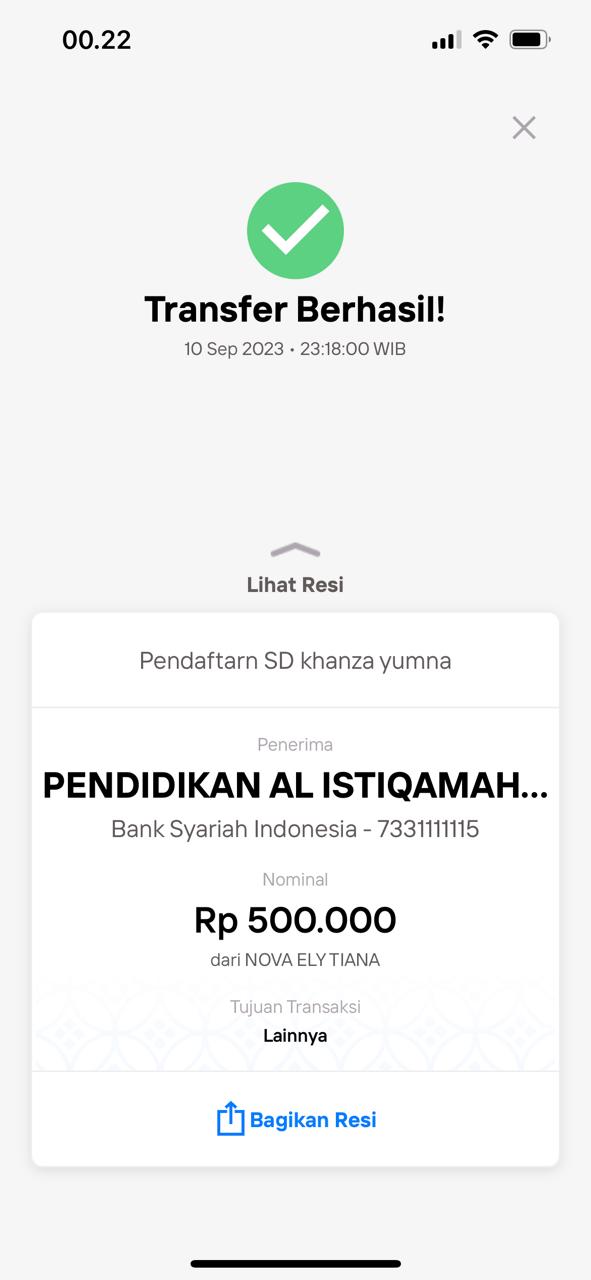 00.22
Transfer Berhasil!
10 Sep 2023 • 23:18:00 WIB
Lihat Resi
Pendaftarn SD khanza yumna
Penerima
PENDIDIKAN AL ISTIQAMAH...
Bank Syariah Indonesia - 7331111115
Nominal
Rp 500.000
dari NOVA ELY TIANA
Tujuan Transaksi
Lainnya
Bagikan Resi